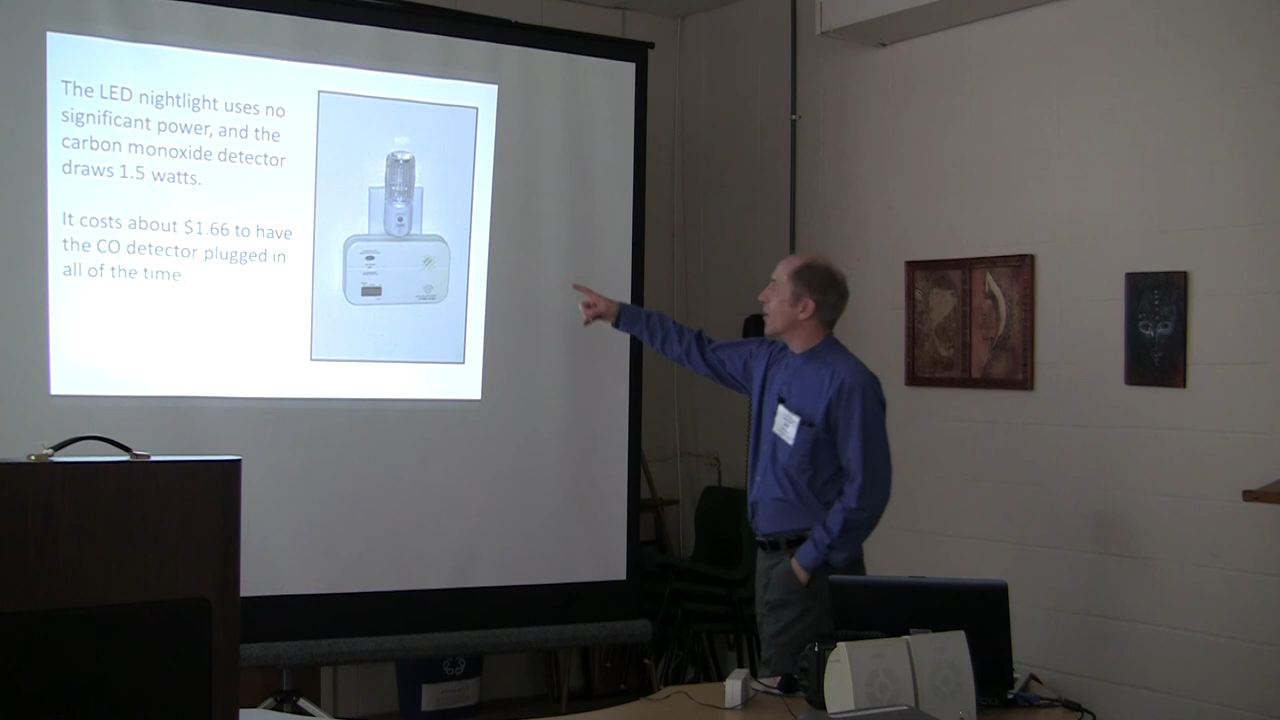 The LED nightlight uses no
significant power, and the
carbon monoxide detector
draws 1.5 watts.
It costs about $1.66 to have
the CO detector plugged in
all of the time